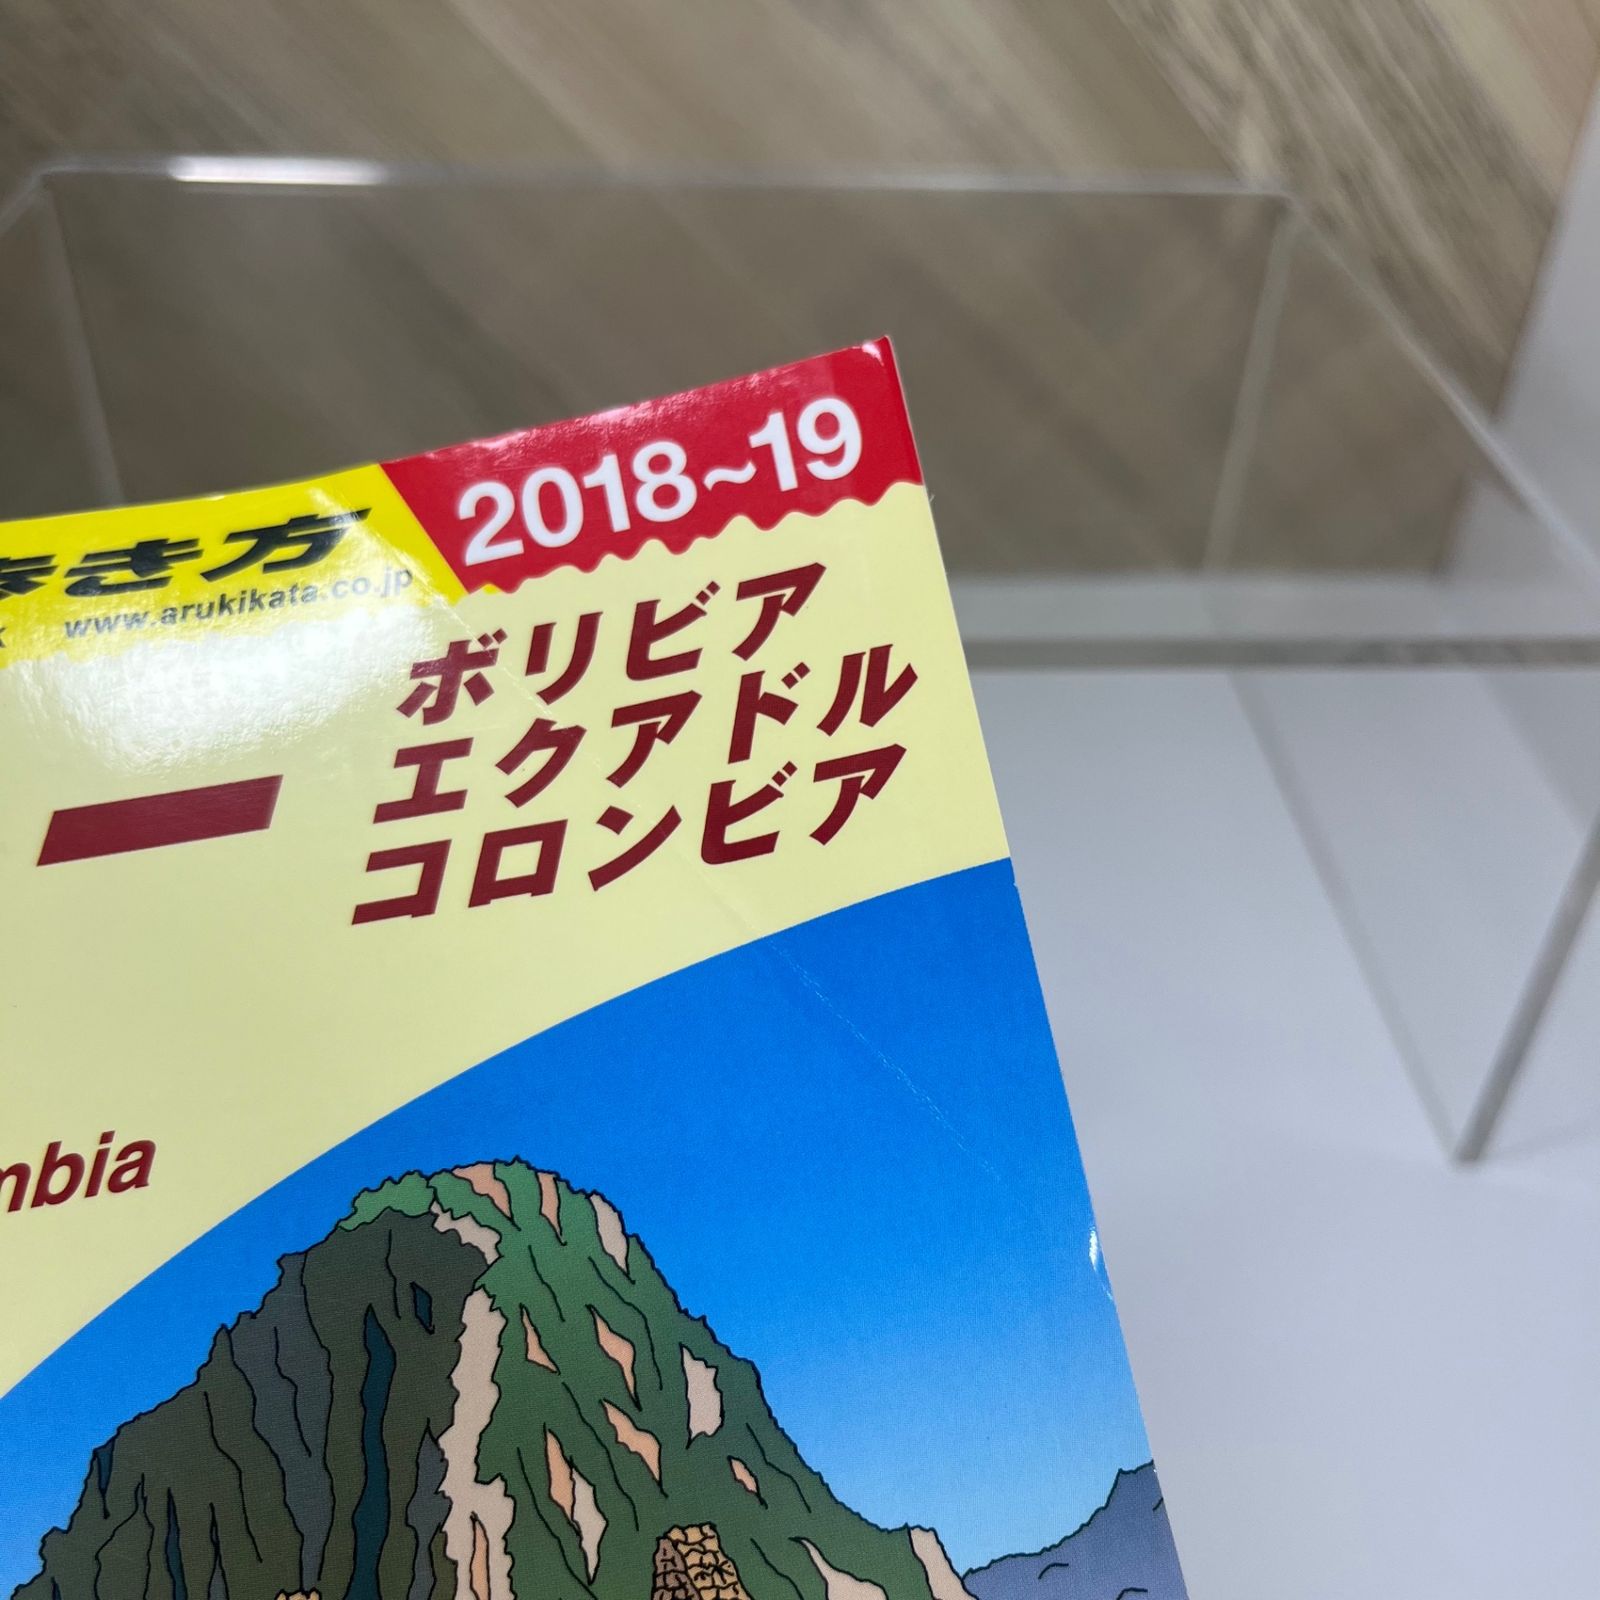 2018~19
歩き方
www.arukikata.co.jp
ボリビア
エクアドル
コロンビア
ー
mbia